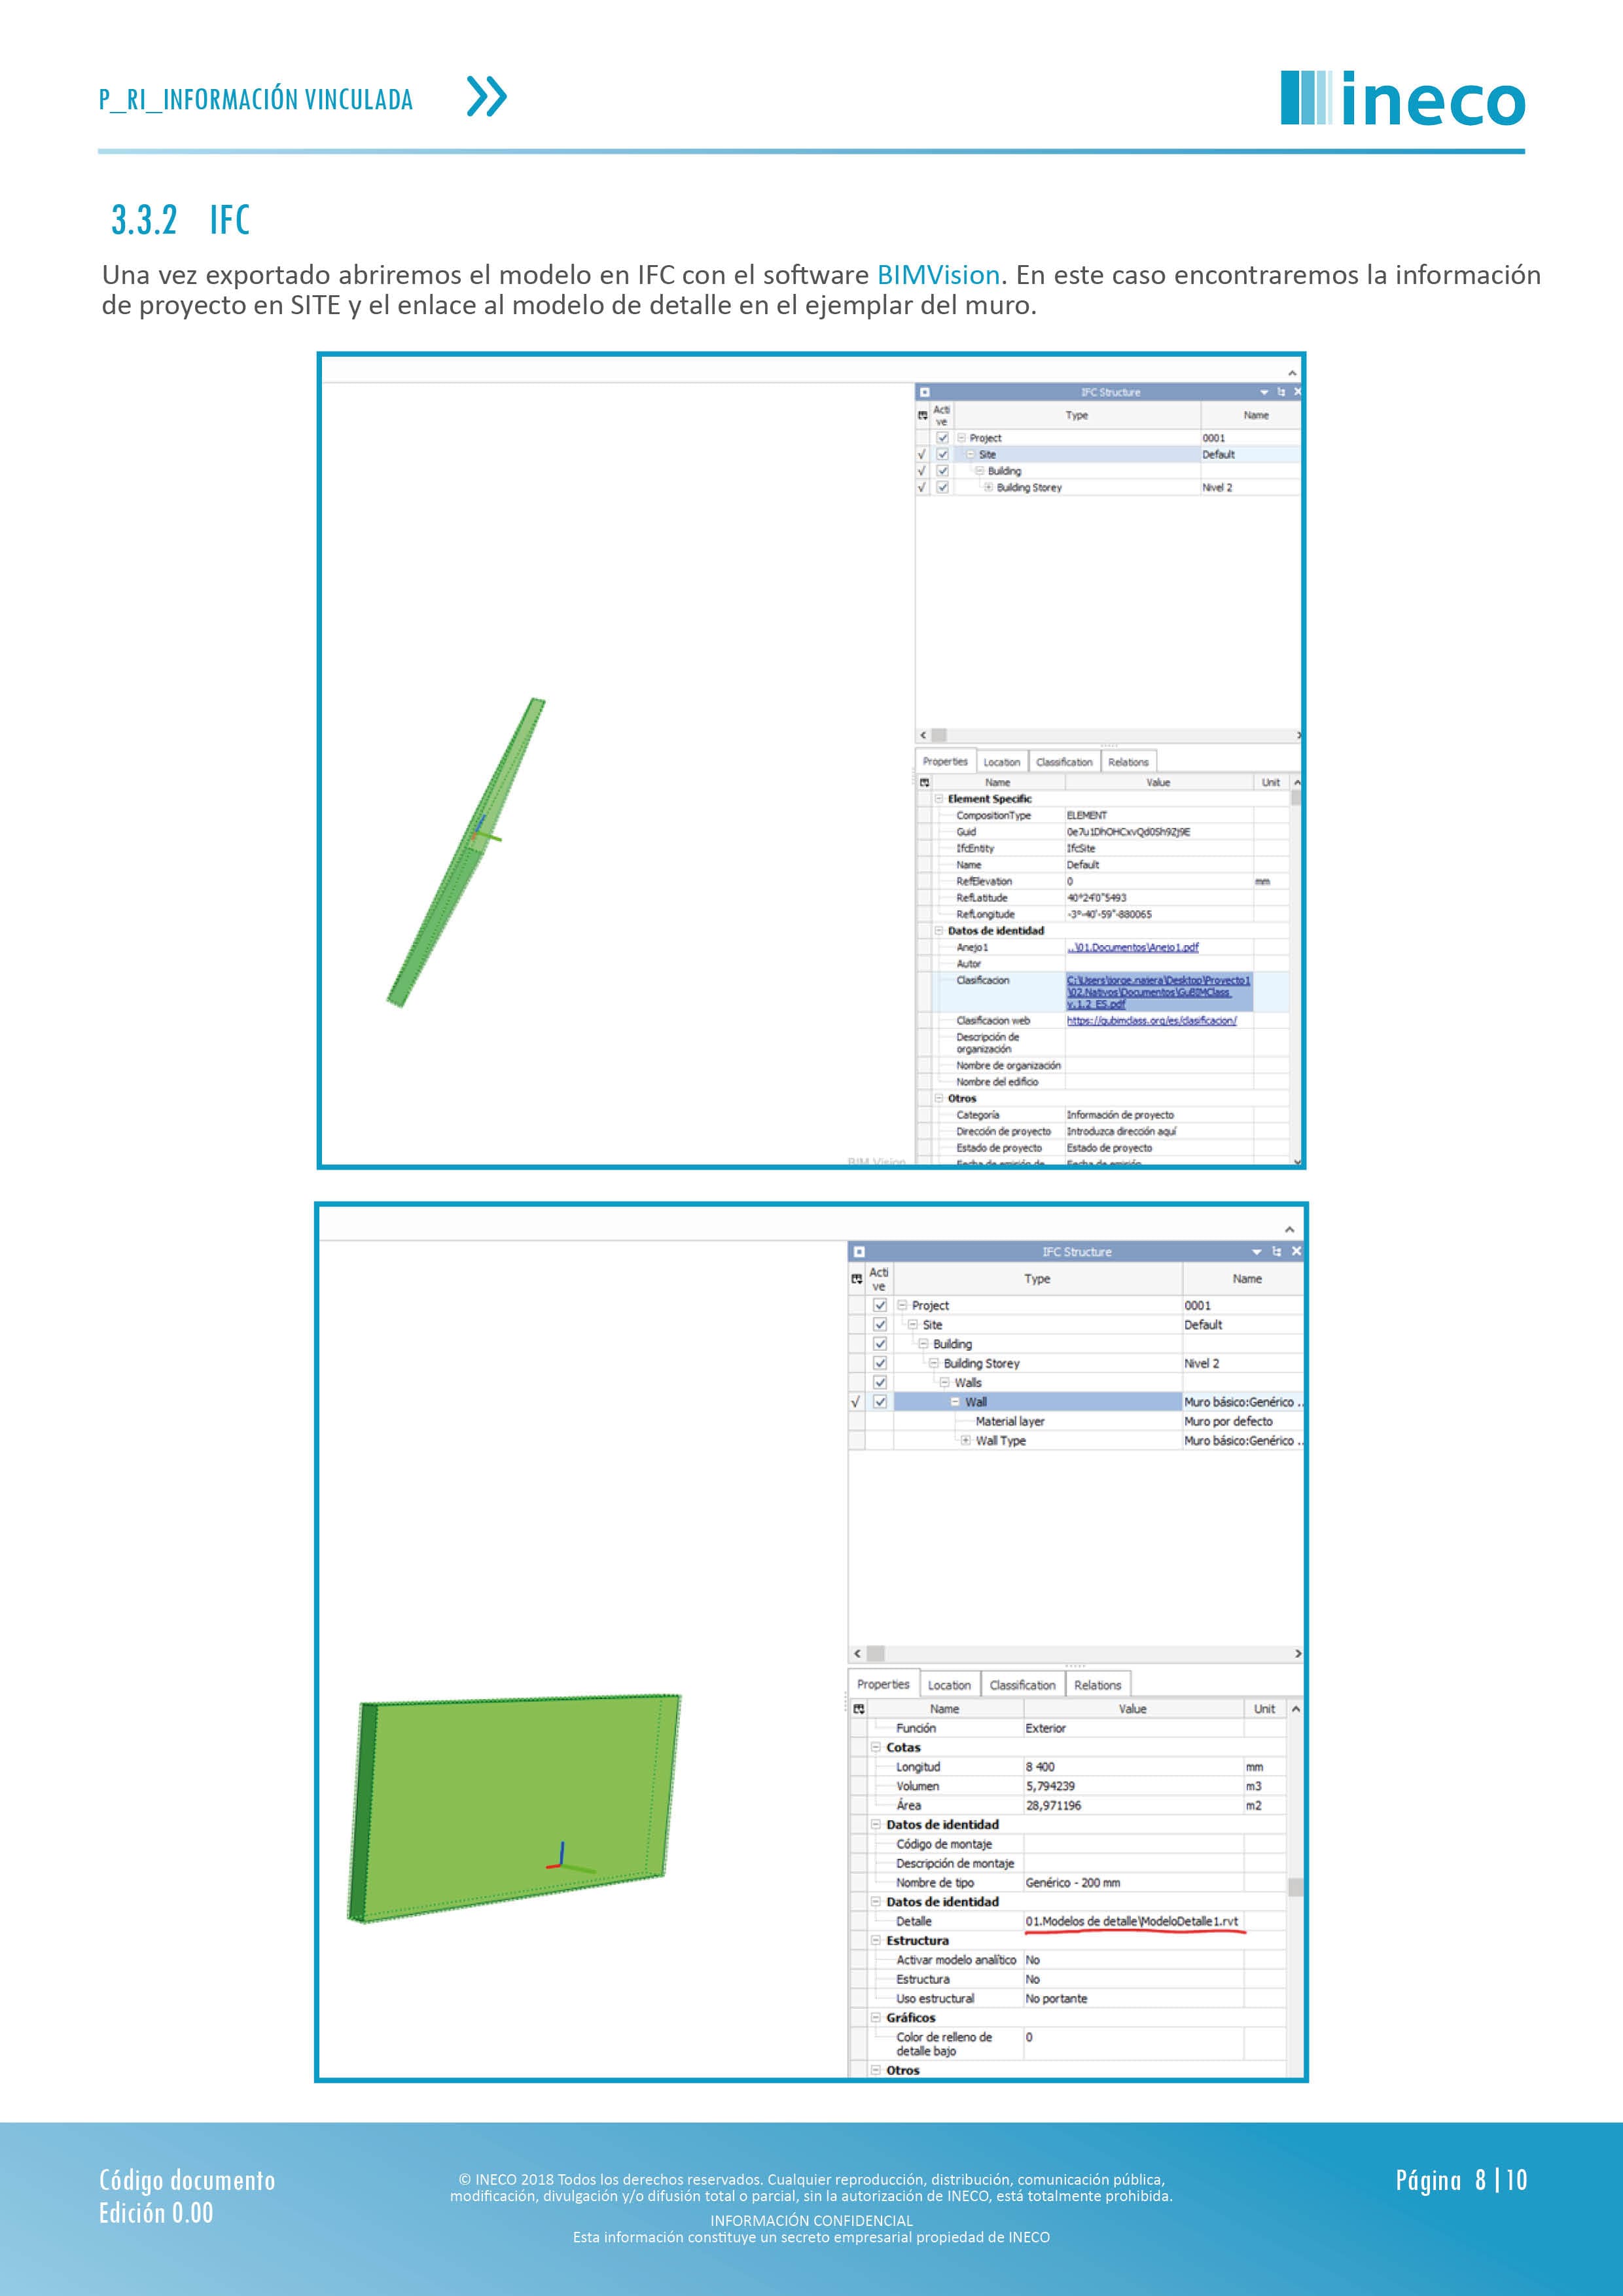 P_RI_INFORMACIÓN VINCULADA
ineco
3.3.2 IFC
Una vez exportado abriremos el modelo en IFC con el software BIMVision. En este caso encontraremos la información
de proyecto en SITE y el enlace al modelo de detalle en el ejemplar del muro.
IFC Structure
Acti
ve
Type
Name
Project 0001
Site Default
Building
Building Storey Nivel 2
Properties Location Classification Relations
Name Value Unit
Element Specific
CompositionType ELEMENT
Guid 0e7u1DhOHCxvQd0Sh9Zj9E
IfcEntity IfcSite
Name Default
RefElevation 0 mm
RefLatitude 40°24'0"5493
RefLongitude -3°-40'-59"-880065
Datos de identidad
Anejo1 ..\01.Documentos\Anejo1.pdf
Autor
Clasificacion C:\Users\jorge.najera\Desktop\Proyecto1
\02.Nativos\Documentos\GuBIMClass
v.1.2_ES.pdf
Clasificacion web https://gubimclass.org/es/clasificacion/
Descripción de
organización
Nombre de organización
Nombre del edificio
Otros
Categoría Información de proyecto
Dirección de proyecto Introduzca dirección aquí
Estado de proyecto Estado de proyecto
Fecha de emisión de Fecha de emisión
BIM Vision
IFC Structure
Acti
ve
Type
Name
Project 0001
Site Default
Building
Building Storey Nivel 2
Walls
Wall Muro básico:Genérico ..
Material layer Muro por defecto
Wall Type Muro básico:Genérico ..
Properties Location Classification Relations
Name Value Unit
Función Exterior
Cotas
Longitud 8 400 mm
Volumen 5,794239 m3
Área 28,971196 m2
Datos de identidad
Código de montaje
Descripción de montaje
Nombre de tipo Genérico - 200 mm
Datos de identidad
Detalle 01.Modelos de detalle\ModeloDetalle1.rvt
Estructura
Activar modelo analítico No
Estructura No
Uso estructural No portante
Gráficos
Color de relleno de 0
detalle bajo
Otros
Código documento
Edición 0.00
© INECO 2018 Todos los derechos reservados. Cualquier reproducción, distribución, comunicación pública,
modificación, divulgación y/o difusión total o parcial, sin la autorización de INECO, está totalmente prohibida.
INFORMACIÓN CONFIDENCIAL
Esta información constituye un secreto empresarial propiedad de INECO
Página 8|10